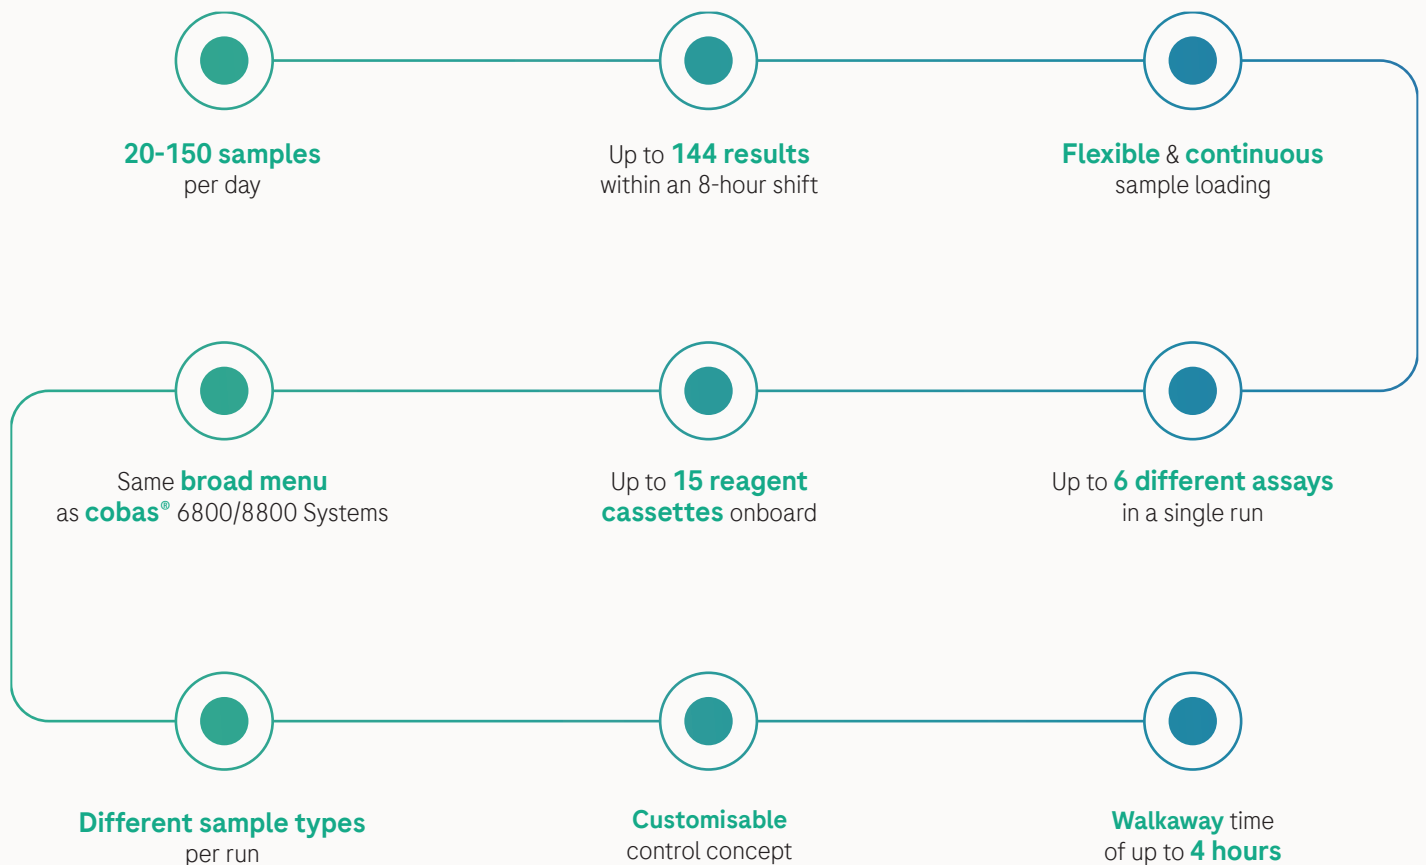 20-150 samples
per day
Up to 144 results
within an 8-hour shift
Flexible & continuous
sample loading
Same broad menu
as cobas® 6800/8800 Systems
Up to 15 reagent
cassettes onboard
Up to 6 different assays
in a single run
Different sample types
per run
Customisable
control concept
Walkaway time
of up to 4 hours